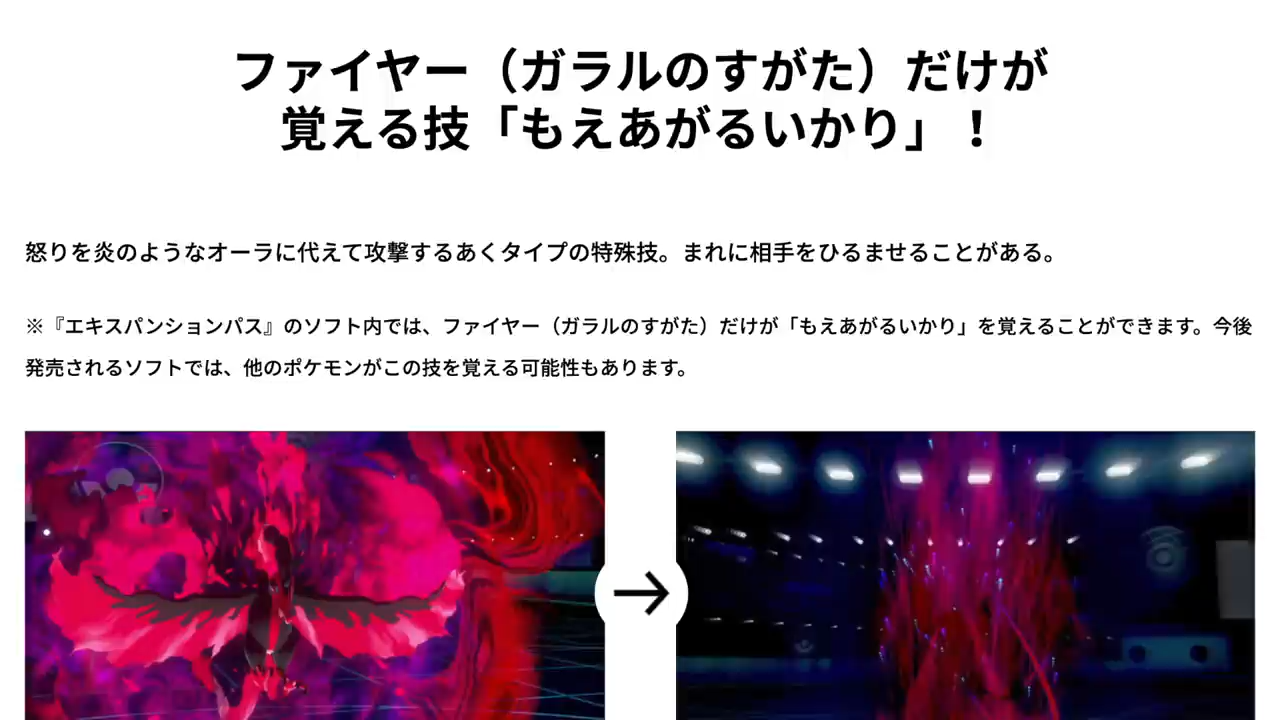 ファイヤー（ガラルのすがた）だけが
覚える技「もえあがるいかり」！
怒りを炎のようなオーラに代えて攻撃するあくタイプの特殊技。まれに相手をひるませることがある。
※『エキスパンションパス』のソフト内では、ファイヤー（ガラルのすがた）だけが「もえあがるいかり」を覚えることができます。今後
発売されるソフトでは、他のポケモンがこの技を覚える可能性もあります。